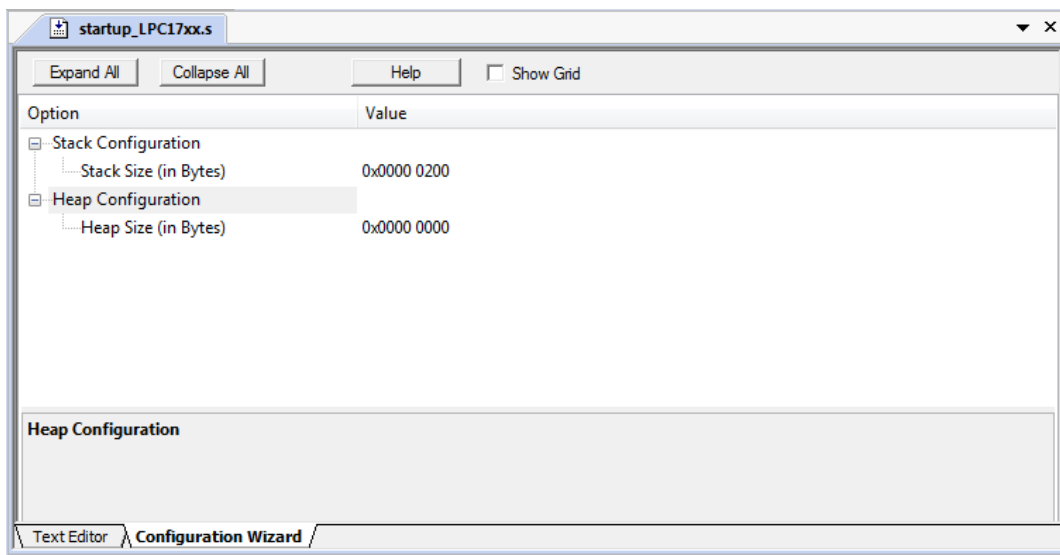 startup_LPC17xx.s
Expand All Collapse All Help Show Grid
Option Value
Stack Configuration
Stack Size (in Bytes) 0x0000 0200
Heap Configuration
Heap Size (in Bytes) 0x0000 0000
Heap Configuration
Text Editor Configuration Wizard